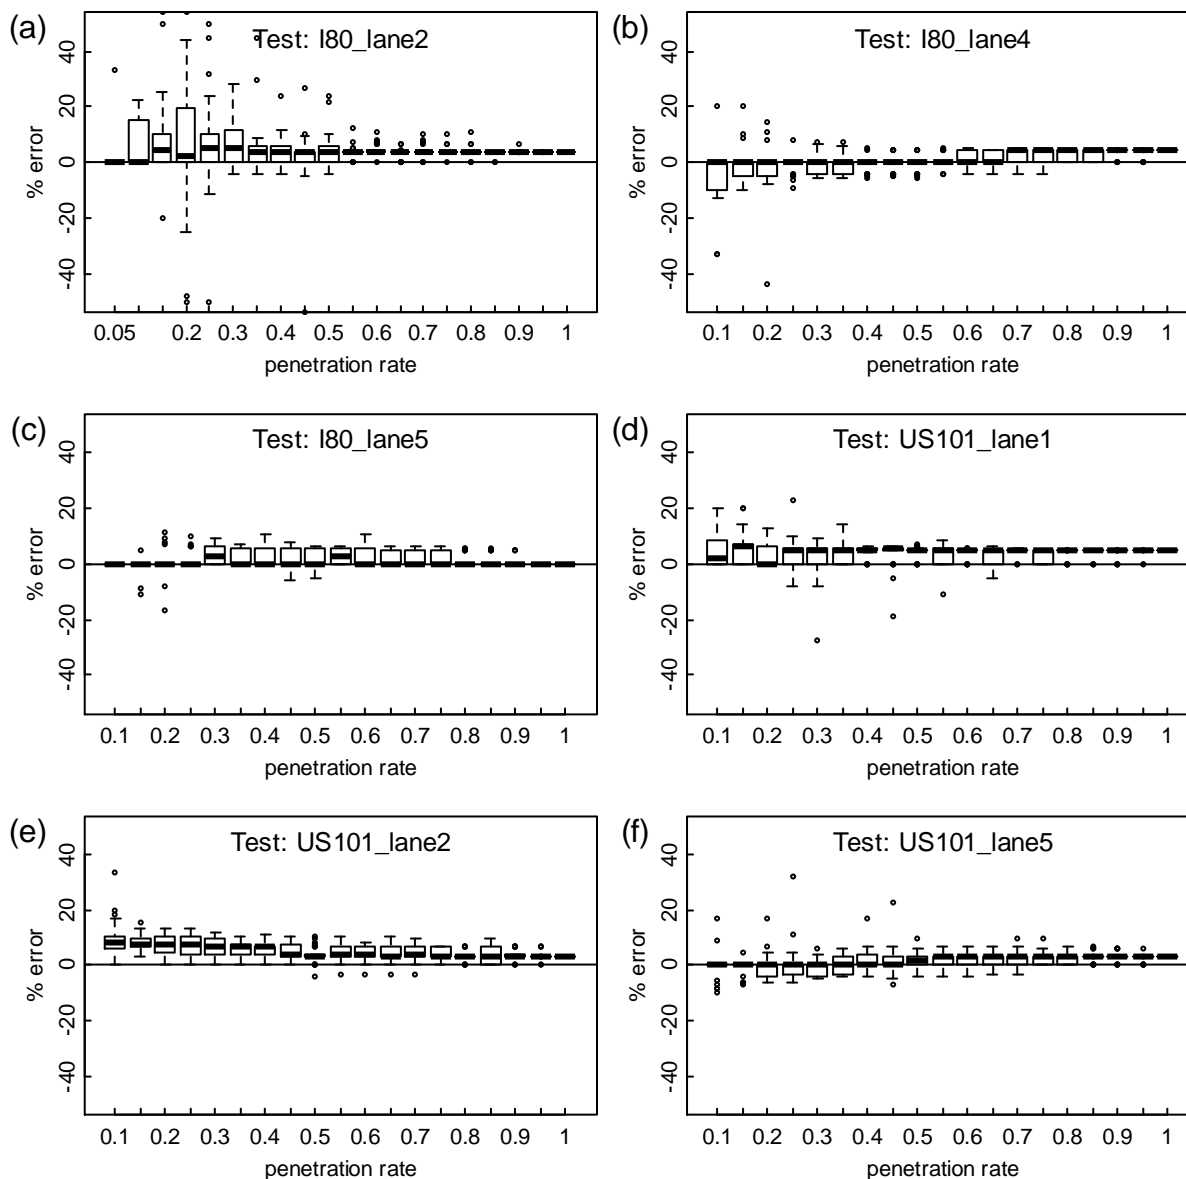 (a) Test: I80_lane2
% error
40
20
0
-20
-40
0.05 0.2 0.3 0.4 0.5 0.6 0.7 0.8 0.9 1
penetration rate
(b) Test: I80_lane4
% error
40
20
0
-20
-40
0.1 0.2 0.3 0.4 0.5 0.6 0.7 0.8 0.9 1
penetration rate
(c) Test: I80_lane5
% error
40
20
0
-20
-40
0.1 0.2 0.3 0.4 0.5 0.6 0.7 0.8 0.9 1
penetration rate
(d) Test: US101_lane1
% error
40
20
0
-20
-40
0.1 0.2 0.3 0.4 0.5 0.6 0.7 0.8 0.9 1
penetration rate
(e) Test: US101_lane2
% error
40
20
0
-20
-40
0.1 0.2 0.3 0.4 0.5 0.6 0.7 0.8 0.9 1
penetration rate
(f) Test: US101_lane5
% error
40
20
0
-20
-40
0.1 0.2 0.3 0.4 0.5 0.6 0.7 0.8 0.9 1
penetration rate